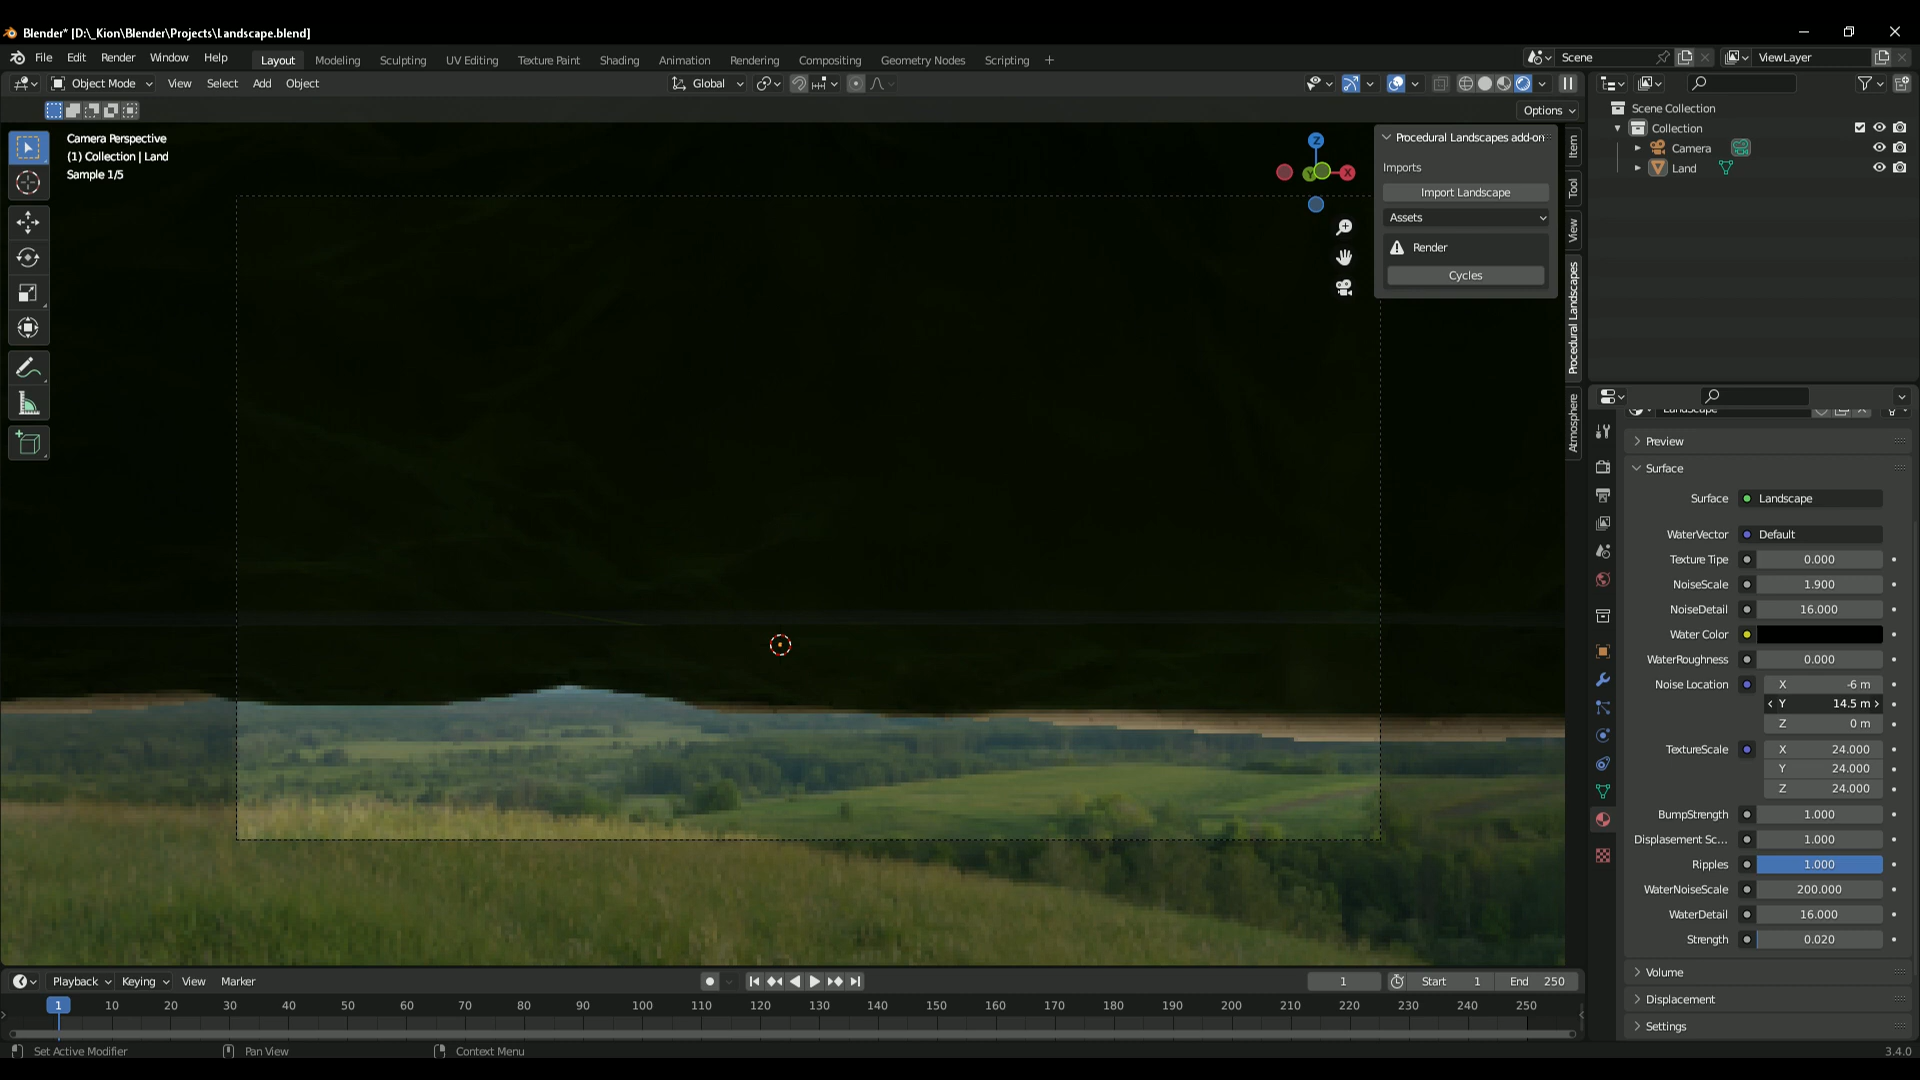 Blender* [D:\_Kion\Blender\Projects\Landscape.blend]
File Edit Render Window Help
Layout Modeling Sculpting UV Editing Texture Paint Shading Animation Rendering Compositing Geometry Nodes Scripting +
Scene
ViewLayer
Object Mode View Select Add Object
Global
Options
Camera Perspective
(1) Collection | Land
Sample 1/5
Z
Y
X
Procedural Landscapes add-on
Imports
Import Landscape
Assets
Render
Cycles
Item
Tool
View
Procedural Landscapes
Atmosphere
Scene Collection
Collection
Camera
Land
Landscape
Preview
Surface
Surface Landscape
WaterVector Default
Texture Tipe 0.000
NoiseScale 1.900
NoiseDetail 16.000
Water Color
WaterRoughness 0.000
Noise Location X -6 m
Y 14.5 m
Z 0 m
TextureScale X 24.000
Y 24.000
Z 24.000
BumpStrength 1.000
Displasement Sc... 1.000
Ripples 1.000
WaterNoiseScale 200.000
WaterDetail 16.000
Strength 0.020
Volume
Displacement
Settings
Playback Keying View Marker
1
Start 1
End 250
1 10 20 30 40 50 60 70 80 90 100 110 120 130 140 150 160 170 180 190 200 210 220 230 240 250
Set Active Modifier
Pan View
Context Menu
3.4.0